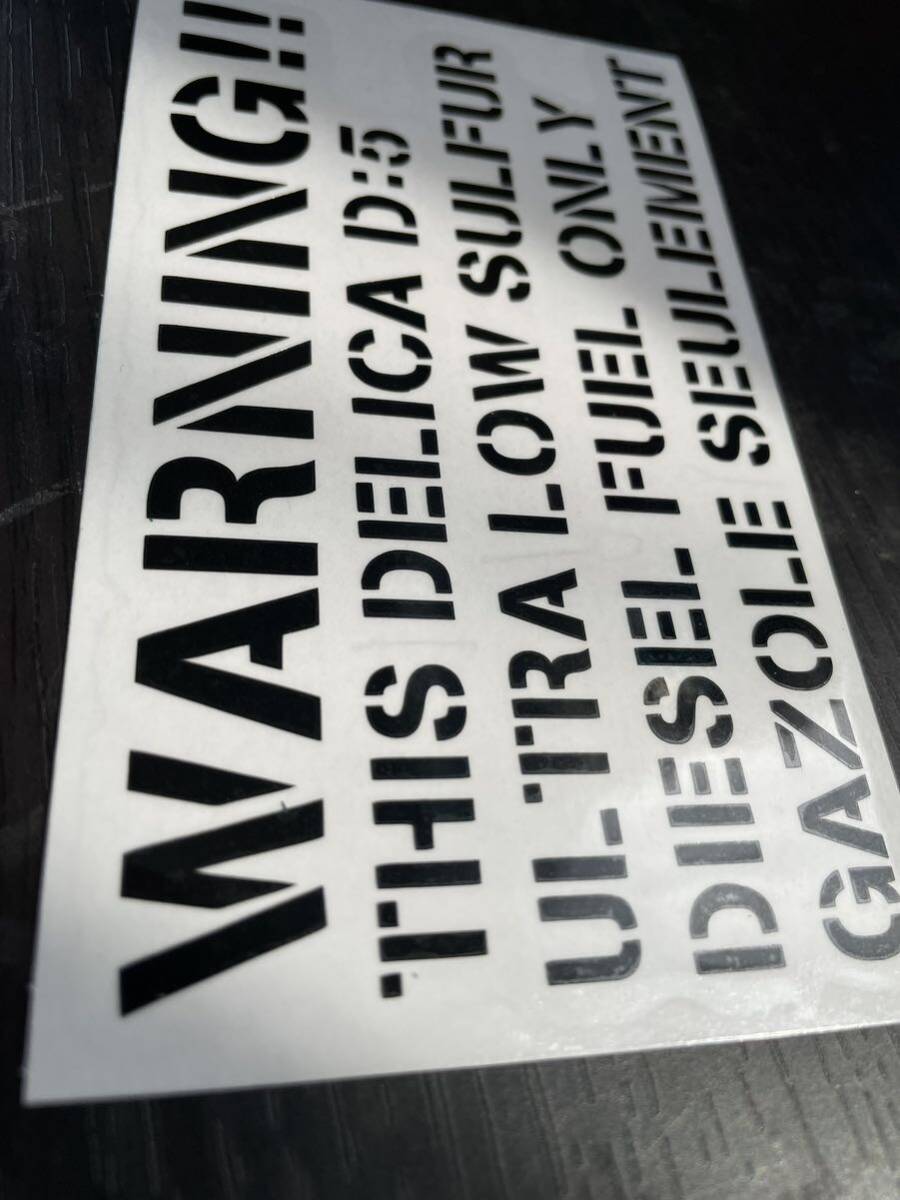 WARNING!!
THIS DELICA D:5
ULTRA LOW SULFUR
DIESEL FUEL ONLY
GAZOLE SEULEMENT